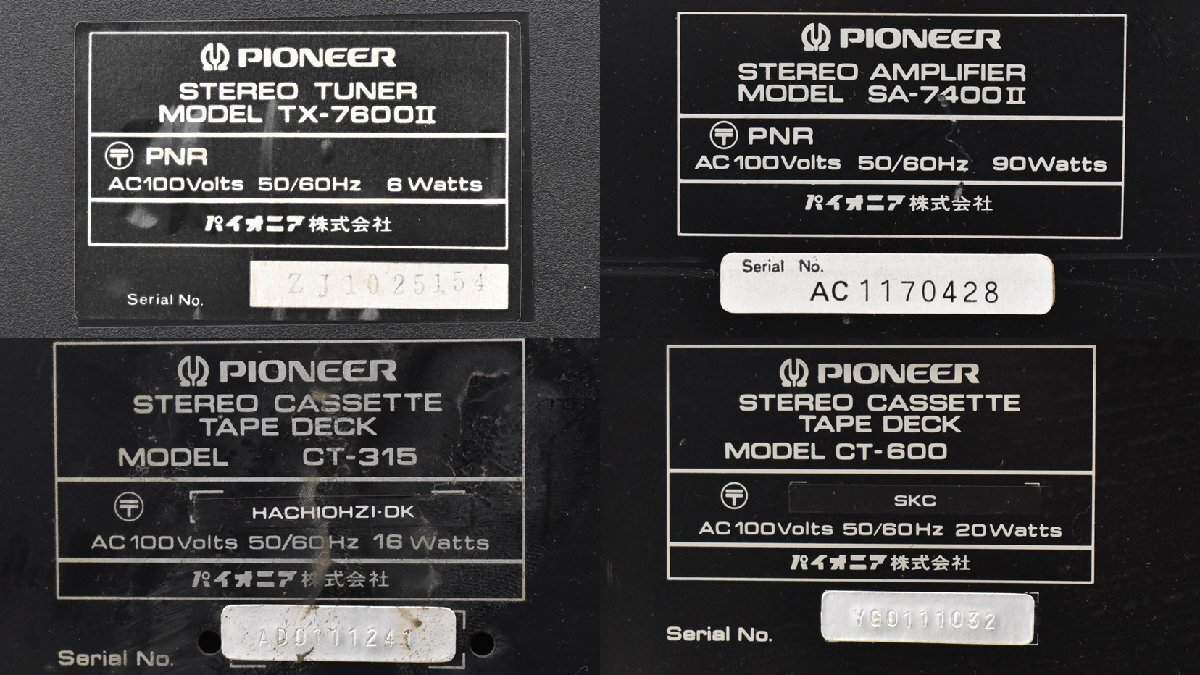 PIONEER
STEREO TUNER
MODEL TX-7600II
〒 PNR
AC100Volts 50/60Hz 6 Watts
パイオニア株式会社
Serial No. ZJ1025154
PIONEER
STEREO AMPLIFIER
MODEL SA-7400II
〒 PNR
AC100Volts 50/60Hz 90Watts
パイオニア株式会社
Serial No.
AC1170428
PIONEER
STEREO CASSETTE
TAPE DECK
MODEL CT-315
〒 HACHIOHZI·DK
AC100Volts 50/60Hz 16 Watts
パイオニア株式会社
AD0111241
Serial No.
PIONEER
STEREO CASSETTE
TAPE DECK
MODEL CT-600
〒 SKC
AC100Volts 50/60Hz 20Watts
パイオニア株式会社
YG0111032
Serial No.